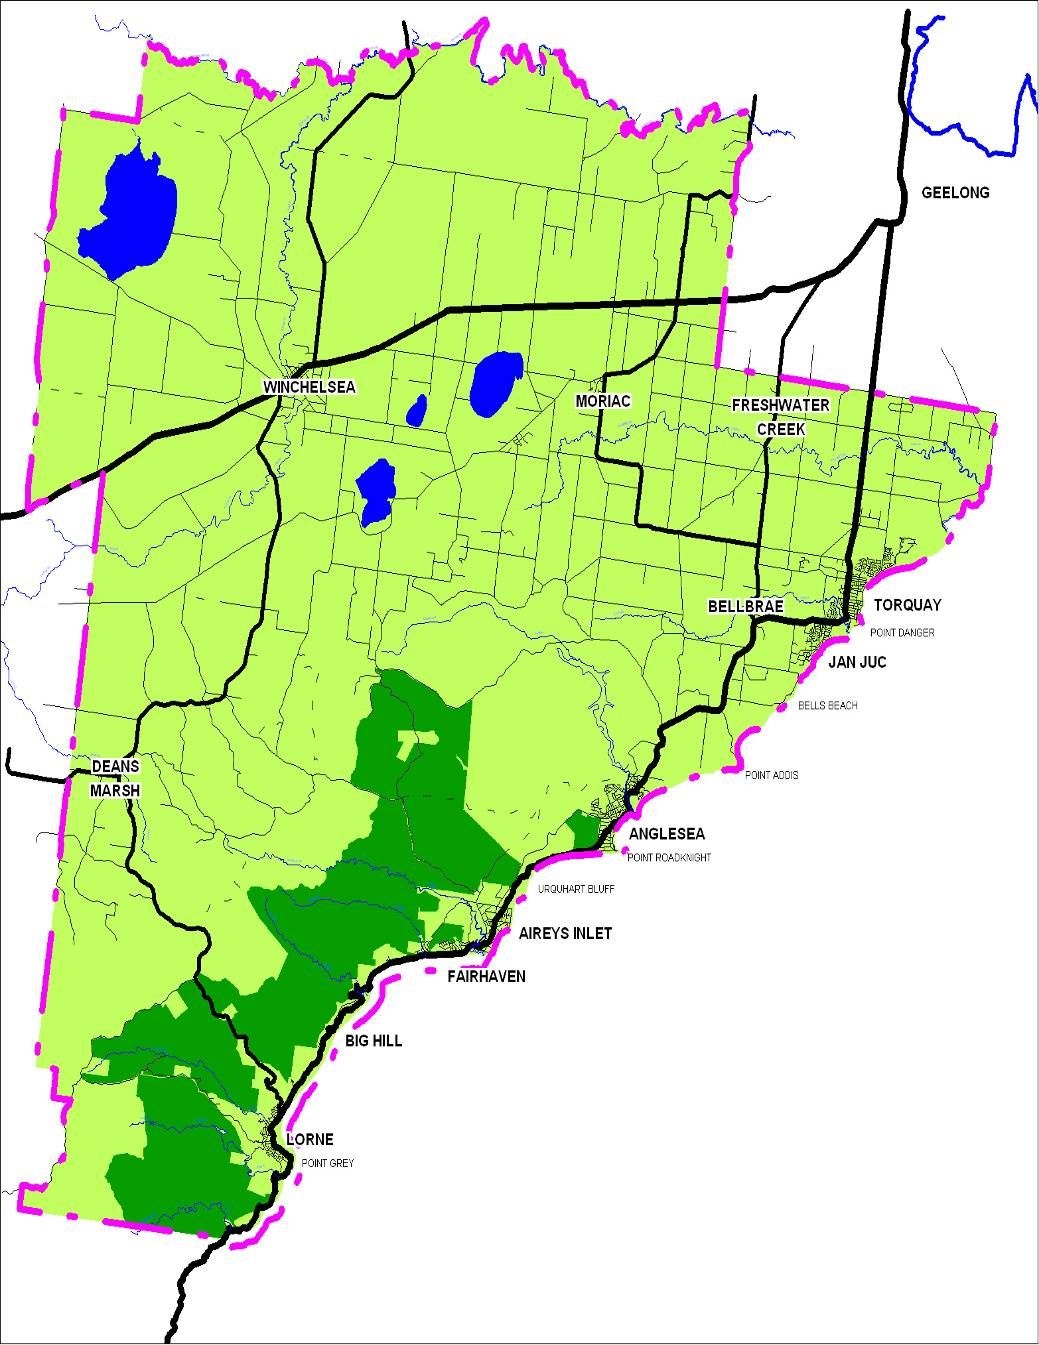 GEELONG
WINCHELSEA
MORIAC
FRESHWATER
CREEK
BELLBRAE
TORQUAY
POINT DANGER
JAN JUC
BELLS BEACH
DEANS
MARSH
POINT ADDIS
ANGLESEA
POINT ROADKNIGHT
URQUHART BLUFF
AIREYS INLET
FAIRHAVEN
BIG HILL
LORNE
POINT GREY